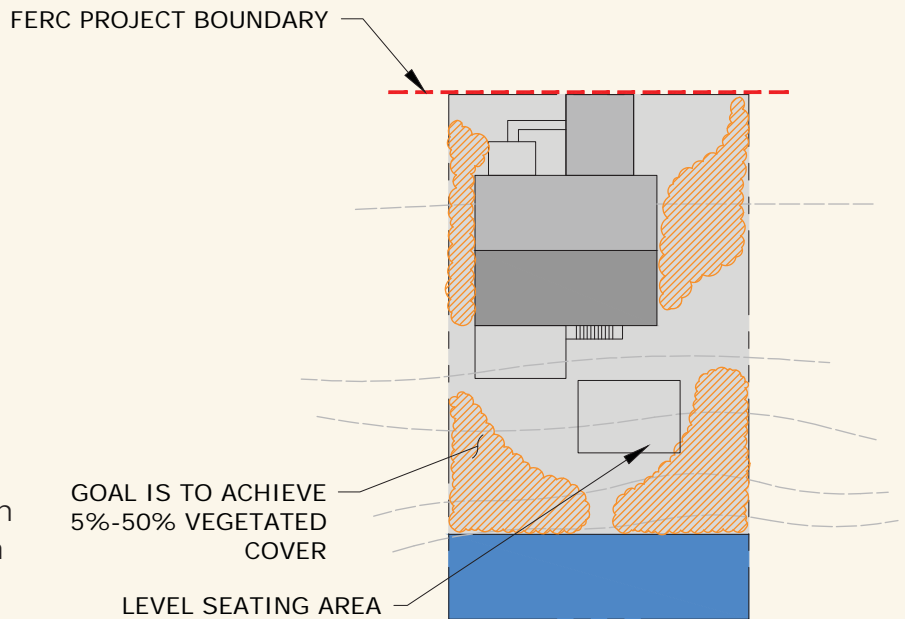 FERC PROJECT BOUNDARY
GOAL IS TO ACHIEVE
5%-50% VEGETATED
COVER
LEVEL SEATING AREA